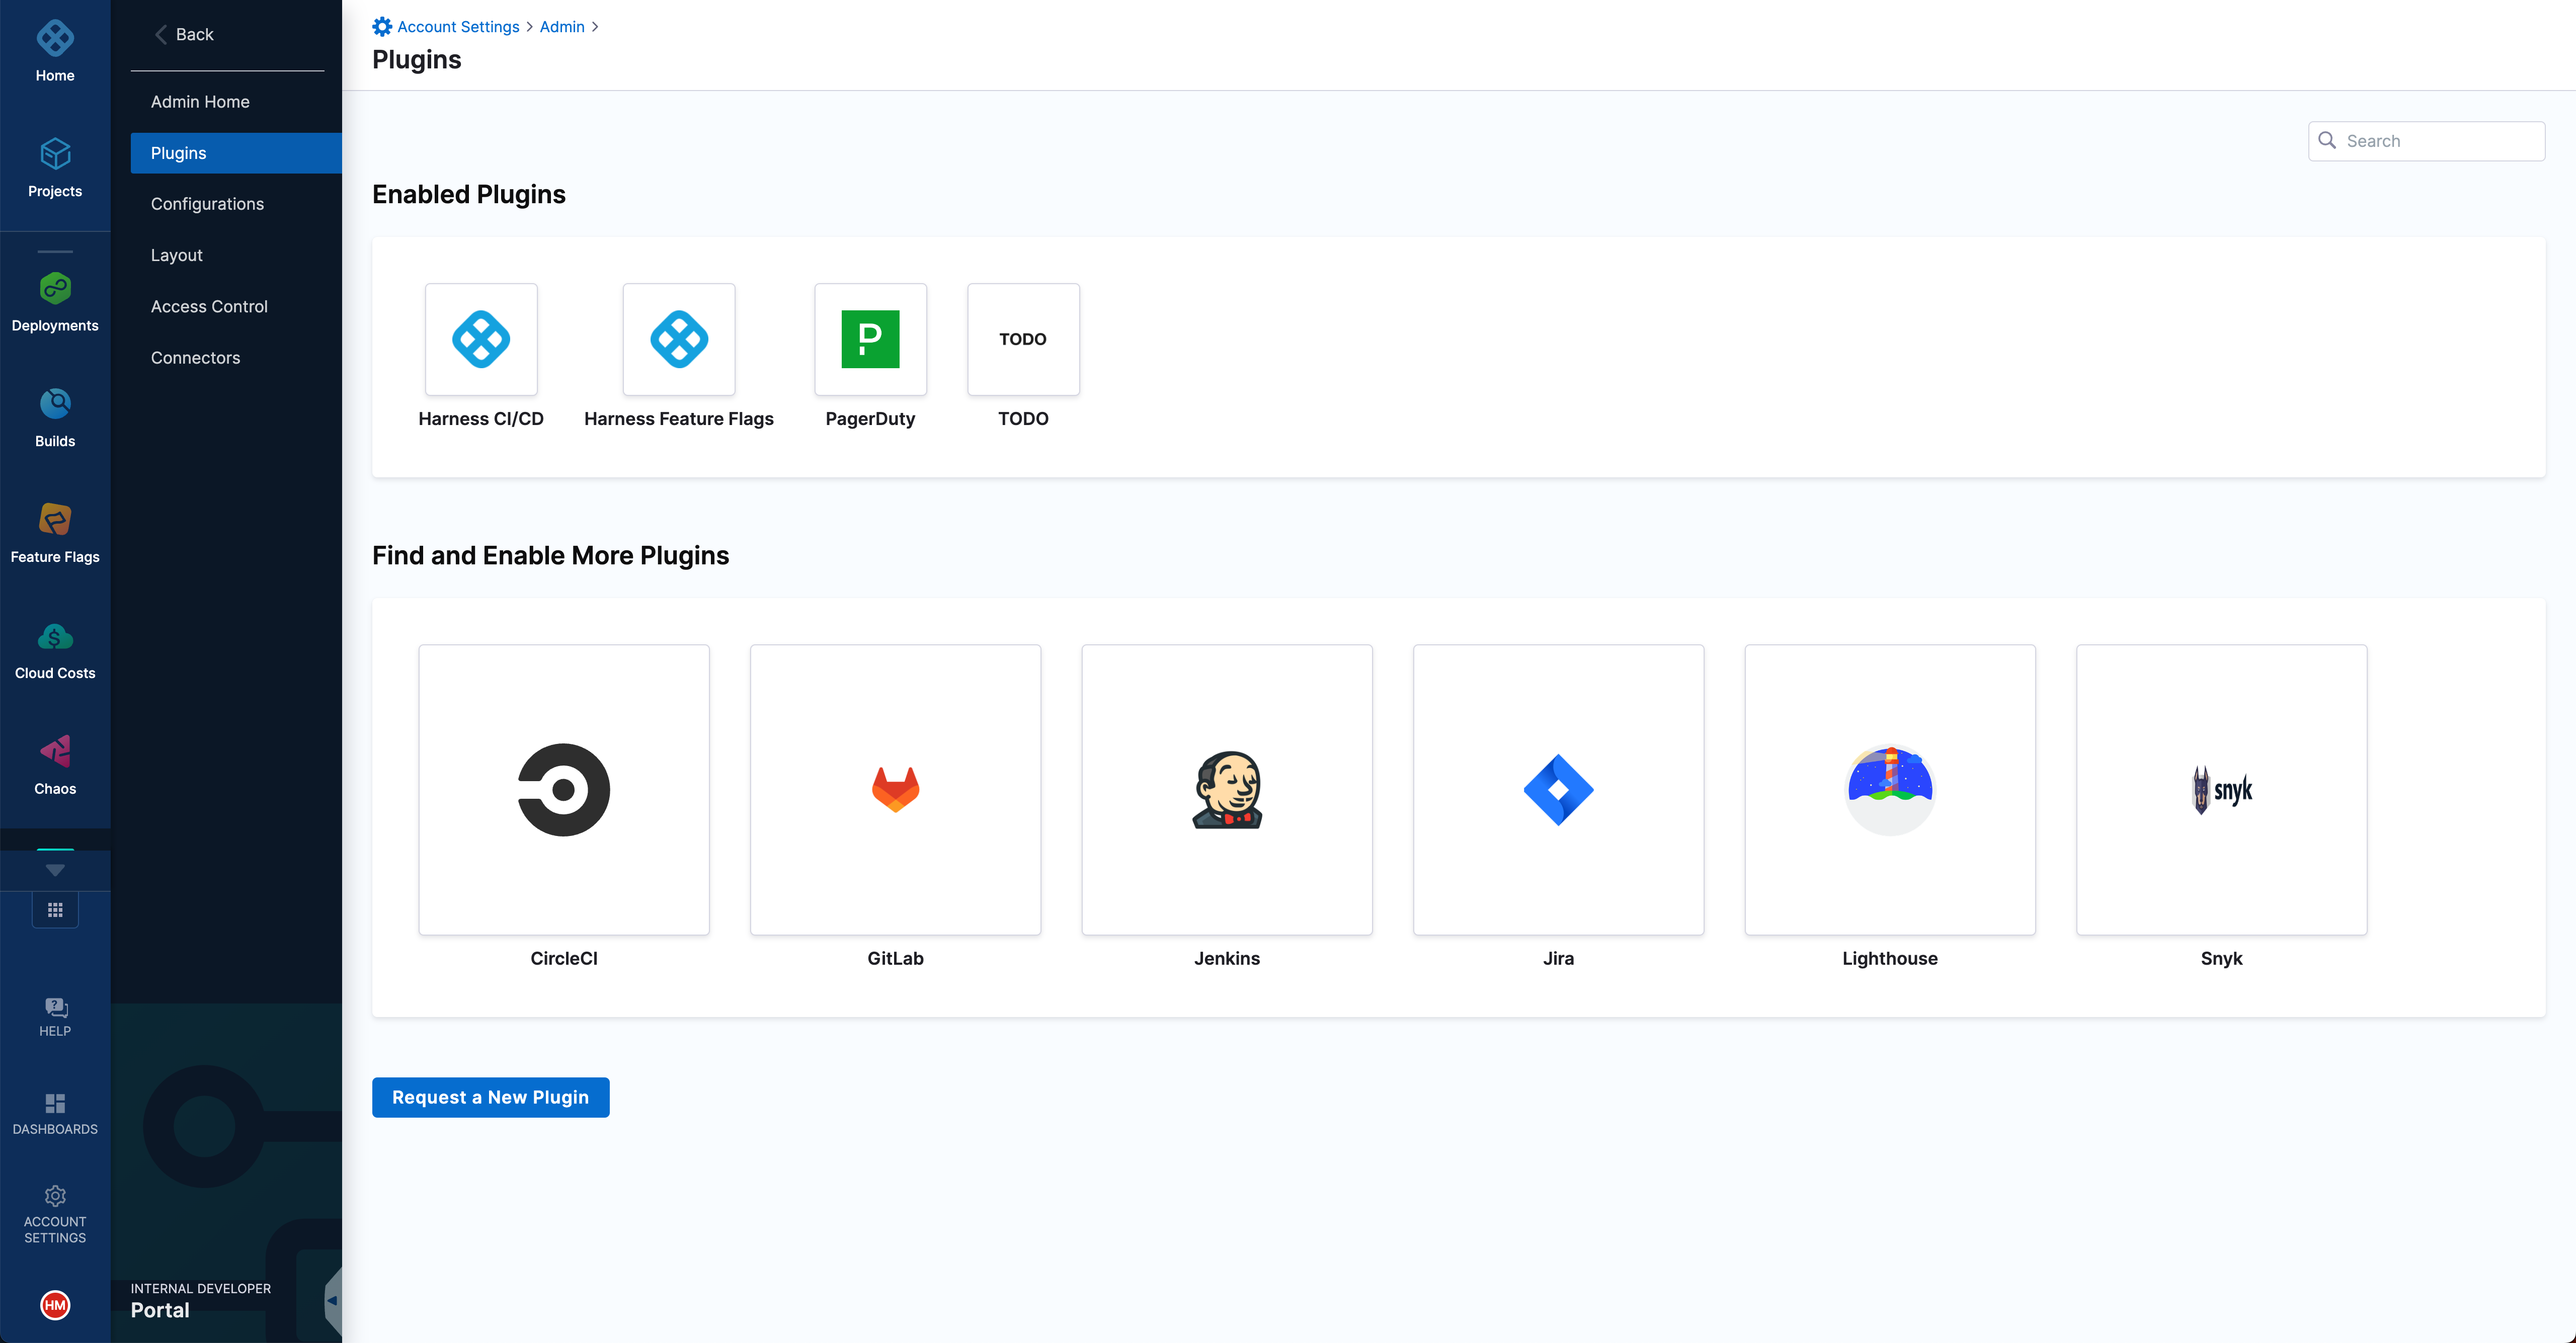 Home
Projects
Deployments
Builds
Feature Flags
Cloud Costs
Chaos
HELP
DASHBOARDS
ACCOUNT
SETTINGS
HM
Back
Admin Home
Plugins
Configurations
Layout
Access Control
Connectors
INTERNAL DEVELOPER
Portal
Account Settings > Admin >
Plugins
Search
Enabled Plugins
TODO
Harness CI/CD Harness Feature Flags PagerDuty TODO
Find and Enable More Plugins
snyk
CircleCI GitLab Jenkins Jira Lighthouse Snyk
Request a New Plugin